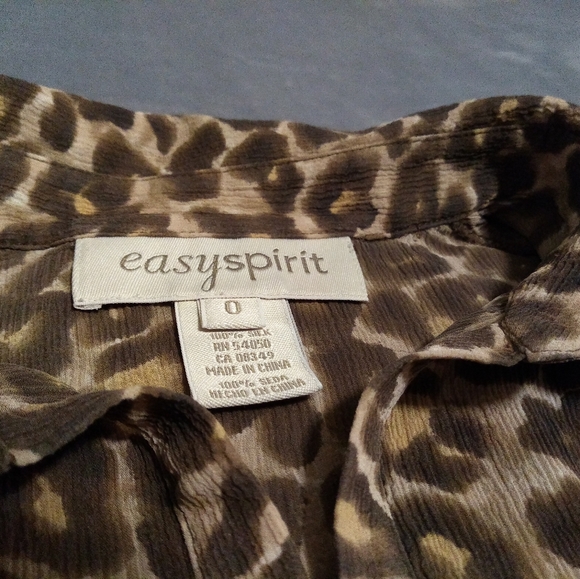 easyspirit
0
100% SILK
RN 54050
CA 08349
MADE IN CHINA
100% SEDA
HECHO EN CHINA